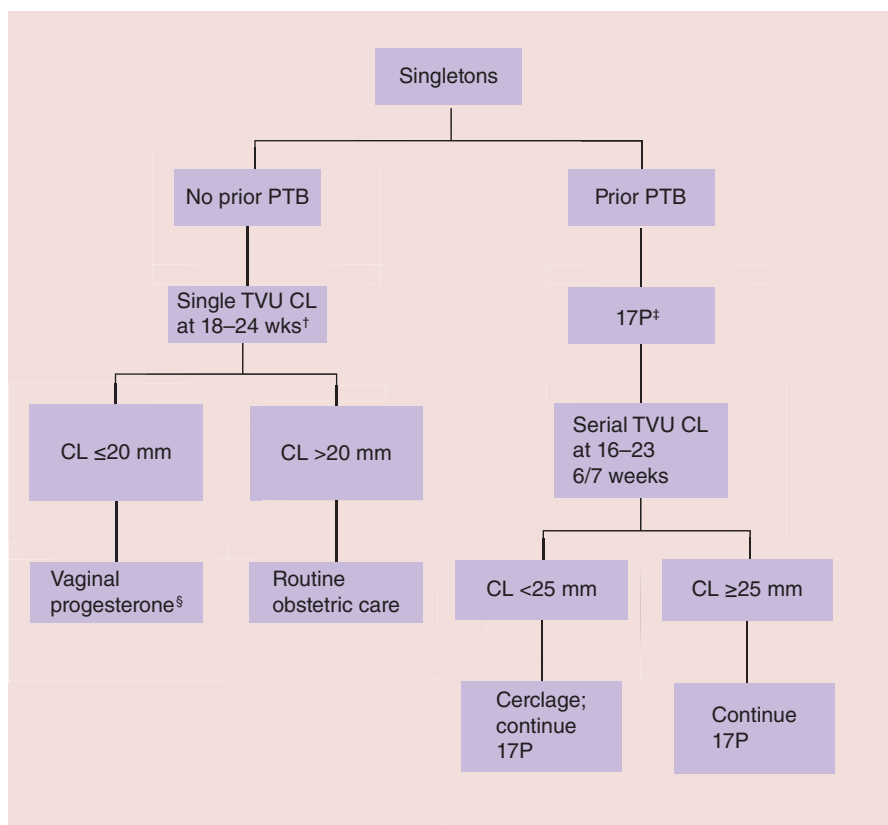 Singletons
No prior PTB
Prior PTB
Single TVU CL
at 18–24 wks†
17P‡
CL ≤20 mm
CL >20 mm
Serial TVU CL
at 16–23
6/7 weeks
Vaginal
progesterone§
Routine
obstetric care
CL <25 mm
CL ≥25 mm
Cerclage;
continue
17P
Continue
17P